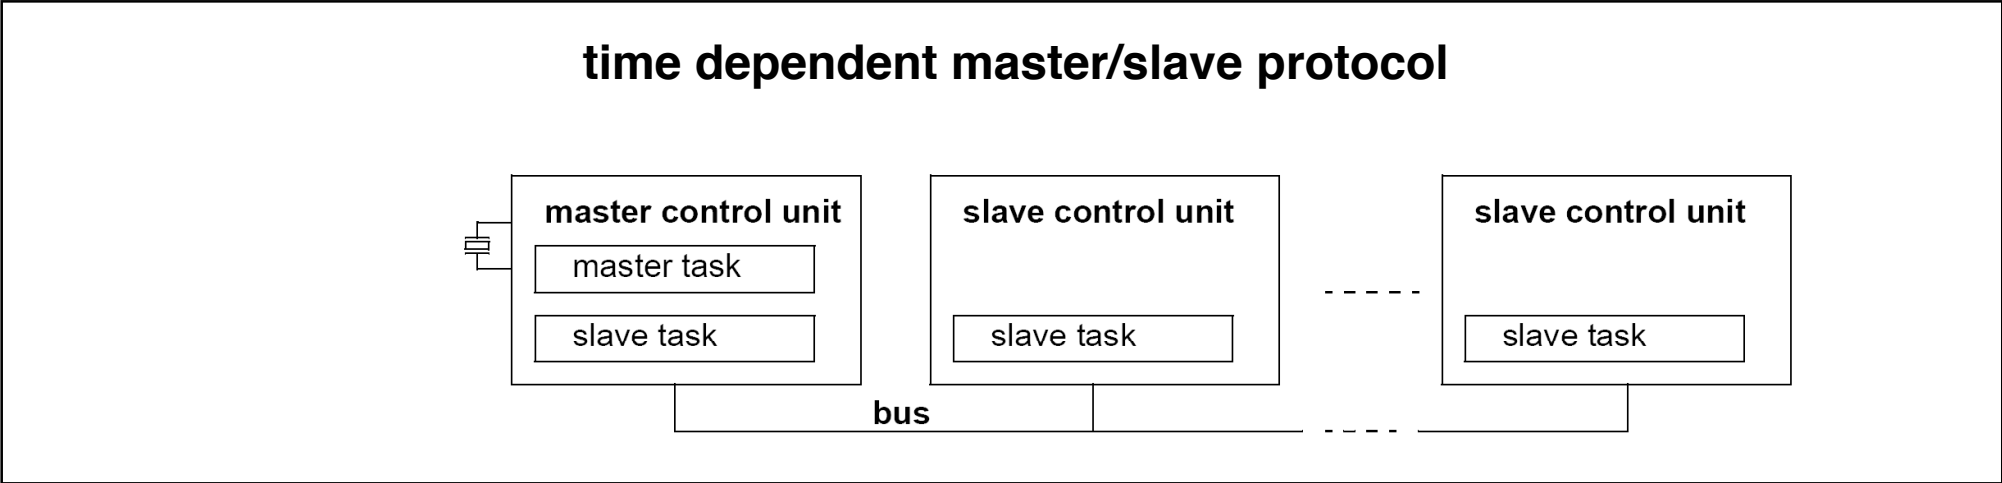 time dependent master/slave protocol
master control unit
slave control unit
slave control unit
master task
slave task
slave task
slave task
bus